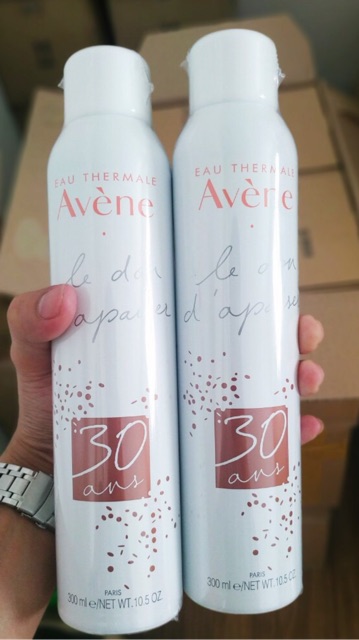 EAU THERMALE
Avène
le don
d'apaiser
30
ans
PARIS
300 ml e/NET WT. 10.5 OZ.
EAU THERMALE
Avène
le don
d'apaiser
30
ans
PARIS
300 ml e/NET WT. 10.5 OZ.